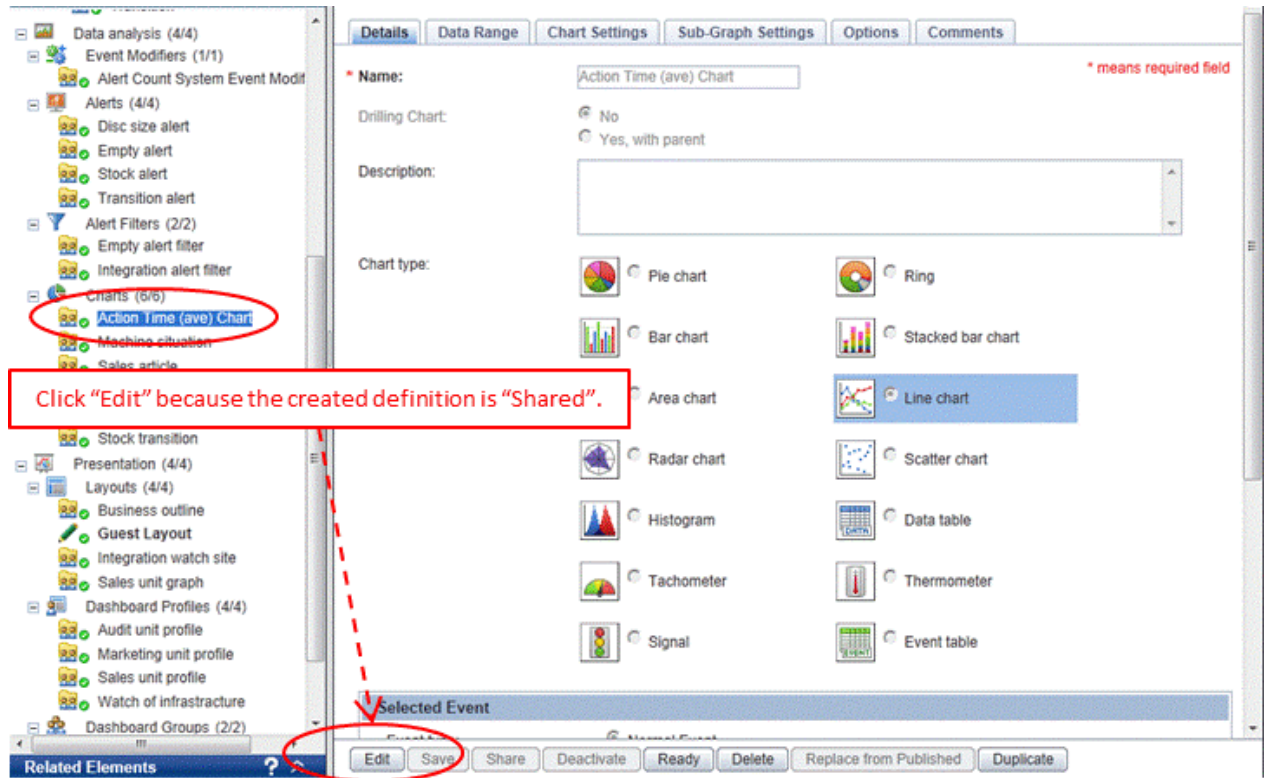 Data analysis (4/4)
Event Modifiers (1/1)
Alert Count System Event Modif
Alerts (4/4)
Disc size alert
Empty alert
Stock alert
Transition alert
Alert Filters (2/2)
Empty alert filter
Integration alert filter
Charts (6/6)
Action Time (ave) Chart
Machine situation
Sales article
Stock transition
Presentation (4/4)
Layouts (4/4)
Business outline
Guest Layout
Integration watch site
Sales unit graph
Dashboard Profiles (4/4)
Audit unit profile
Marketing unit profile
Sales unit profile
Watch of infrastracture
Dashboard Groups (2/2)
Related Elements ?
Details Data Range Chart Settings Sub-Graph Settings Options Comments
* means required field
* Name: Action Time (ave) Chart
Drilling Chart: No
Yes, with parent
Description:
Chart type: Pie chart Ring
Bar chart Stacked bar chart
Click “Edit” because the created definition is “Shared”.
Area chart Line chart
Radar chart Scatter chart
Histogram DATA Data table
Tachometer Thermometer
Signal EVENT Event table
Selected Event
Event type: Normal Event
Edit Save Share Deactivate Ready Delete Replace from Published Duplicate